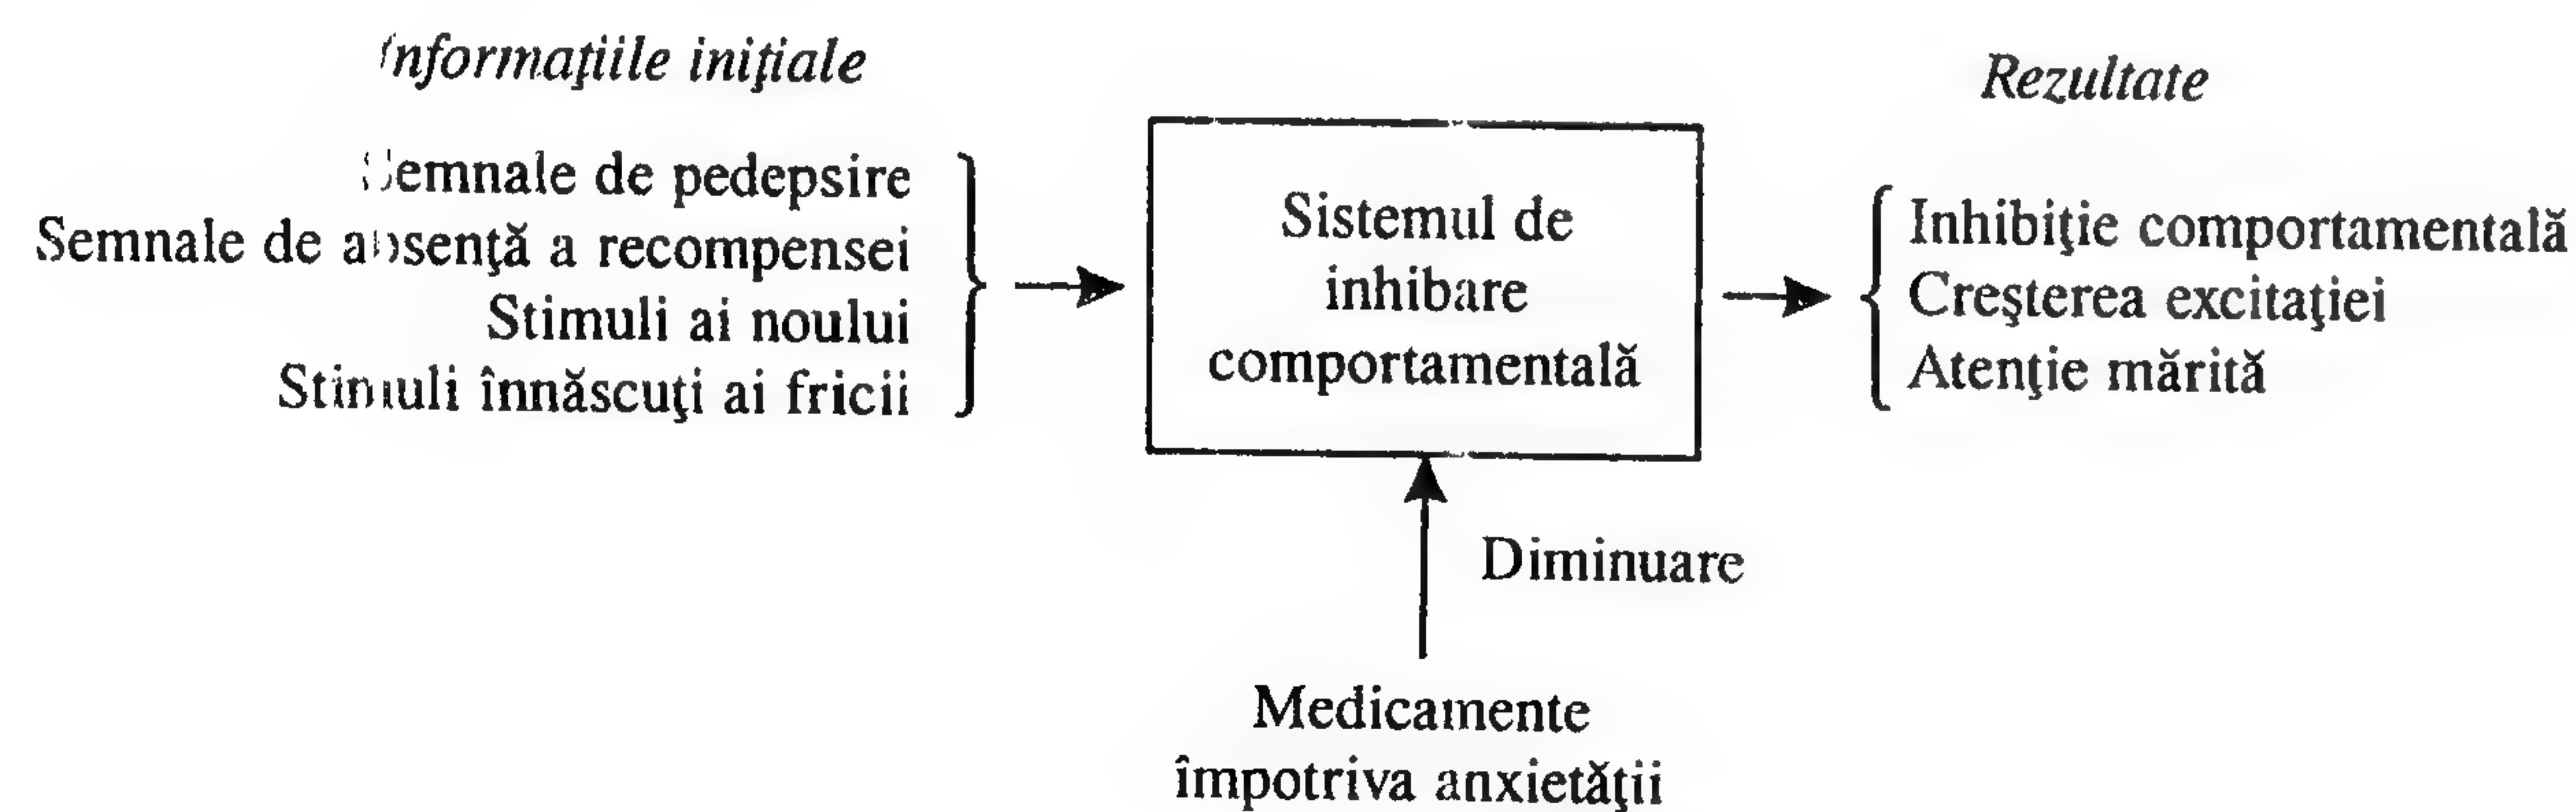 Informaţiile iniţiale
Semnale de pedepsire
Semnale de absenţă a recompensei
Stimuli ai noului
Stimuli înnăscuţi ai fricii
Sistemul de
inhibare
comportamentală
Rezultate
Inhibiţie comportamentală
Creşterea excitaţiei
Atenţie mărită
Diminuare
Medicamente
împotriva anxietăţii